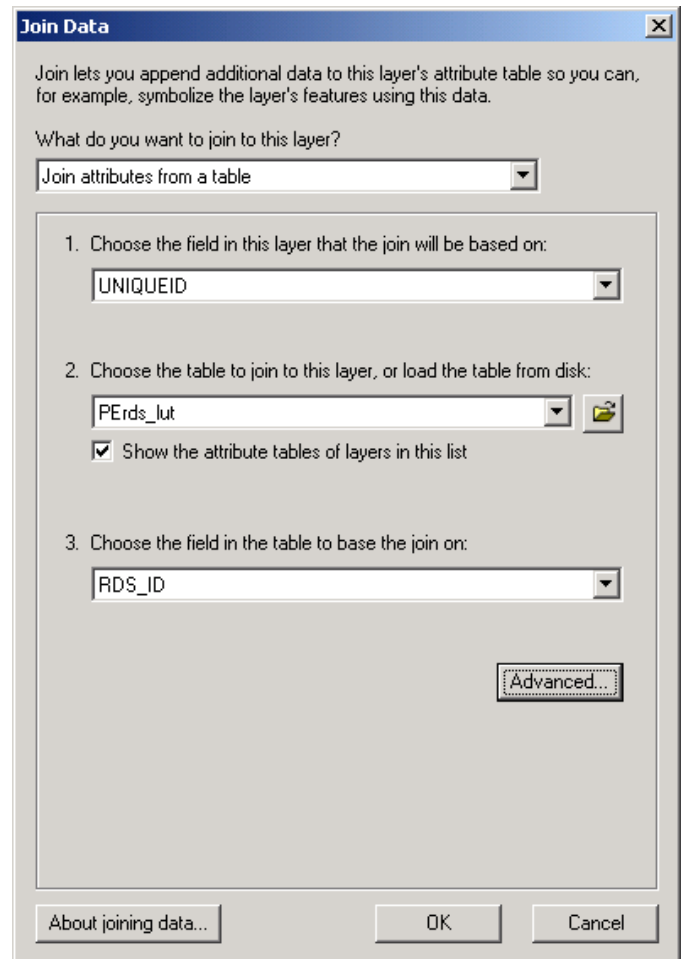 Join Data
Join lets you append additional data to this layer's attribute table so you can,
for example, symbolize the layer's features using this data.
What do you want to join to this layer?
Join attributes from a table
1. Choose the field in this layer that the join will be based on:
UNIQUEID
2. Choose the table to join to this layer, or load the table from disk:
PErds_lut
Show the attribute tables of layers in this list
3. Choose the field in the table to base the join on:
RDS_ID
Advanced...
About joining data... OK Cancel